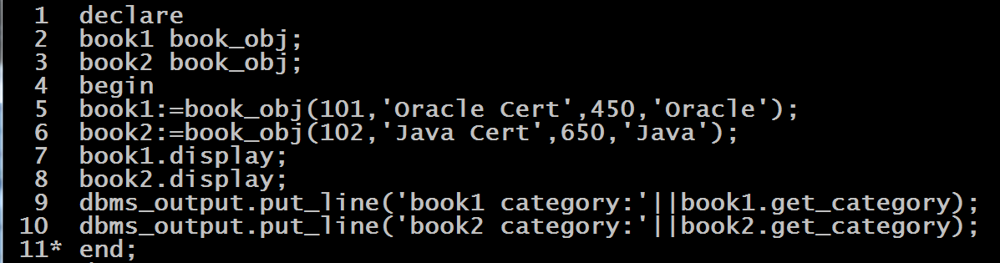 1 declare
2 book1 book_obj;
3 book2 book_obj;
4 begin
5 book1:=book_obj(101,'Oracle Cert',450,'Oracle');
6 book2:=book_obj(102,'Java Cert',650,'Java');
7 book1.display;
8 book2.display;
9 dbms_output.put_line('book1 category:'||book1.get_category);
10 dbms_output.put_line('book2 category:'||book2.get_category);
11* end;